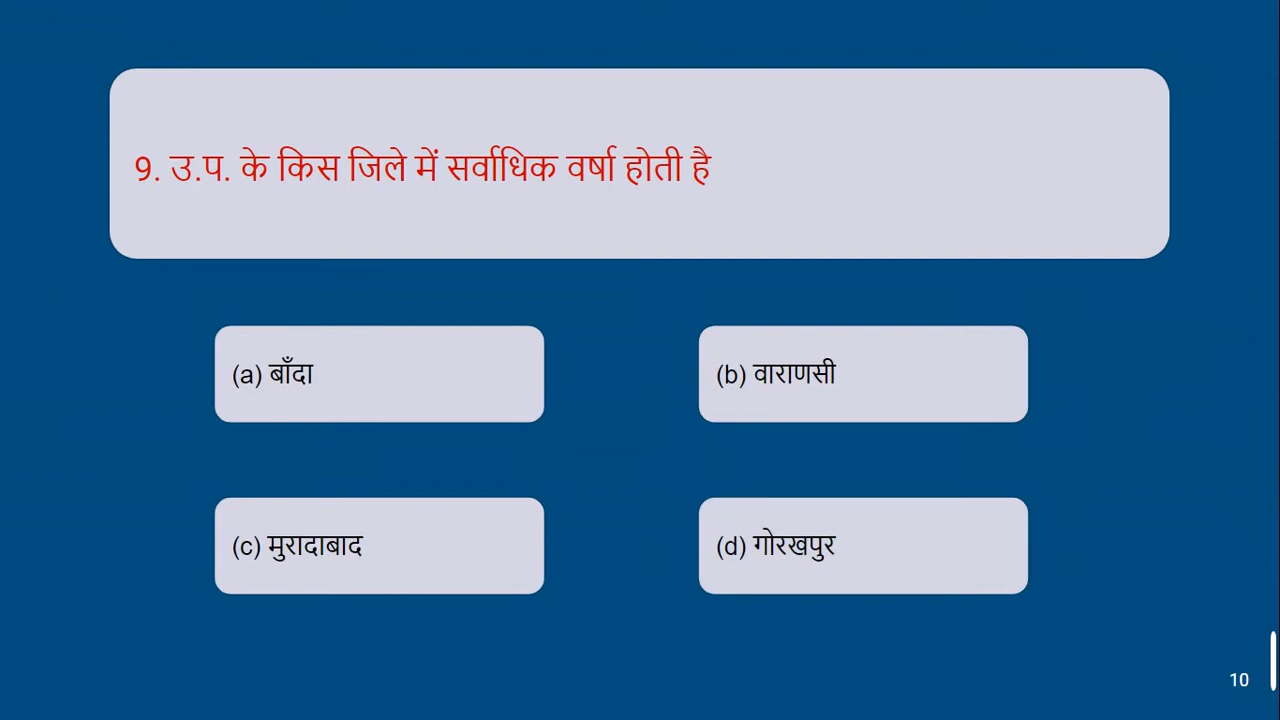 9. उ.प. के किस जिले में सर्वाधिक वर्षा होती है
(a) बाँदा
(b) वाराणसी
(c) मुरादाबाद
(d) गोरखपुर
10